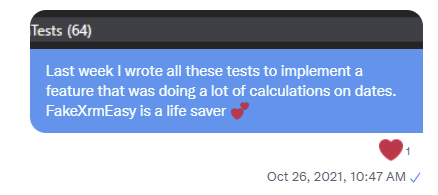 Tests (64)
Last week I wrote all these tests to implement a
feature that was doing a lot of calculations on dates.
FakeXrmEasy is a life saver 💕
❤️ 1
Oct 26, 2021, 10:47 AM ✓